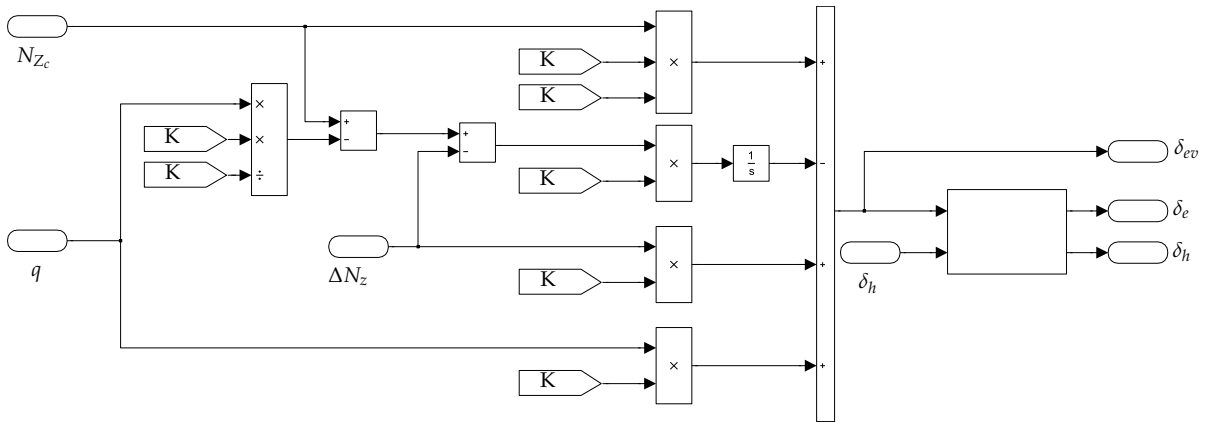 N_{Z_c}
K
×
K
+
×
+
−
+
−
K
×
K
÷
×
K
1
s
−
δ_{ev}
q
ΔN_z
K
×
+
δ_h
δ_e
δ_h
K
×
+